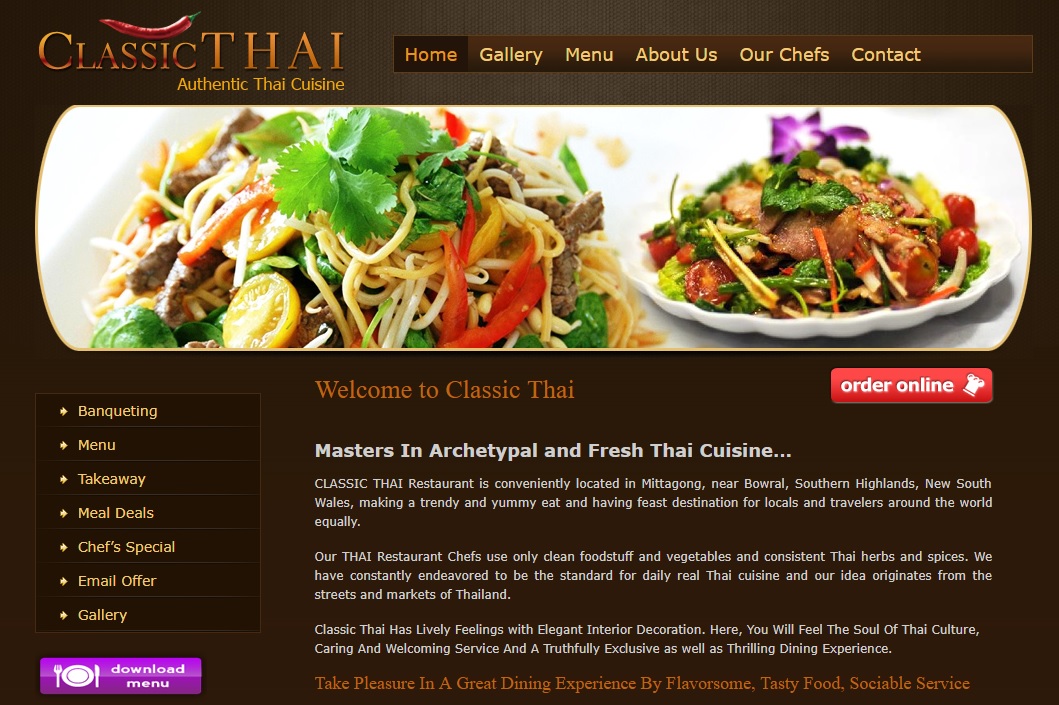 CLASSIC THAI
Authentic Thai Cuisine
Home Gallery Menu About Us Our Chefs Contact
Banqueting
Menu
Takeaway
Meal Deals
Chef’s Special
Email Offer
Gallery
download
menu
Welcome to Classic Thai
order online
Masters In Archetypal and Fresh Thai Cuisine...
CLASSIC THAI Restaurant is conveniently located in Mittagong, near Bowral, Southern Highlands, New South
Wales, making a trendy and yummy eat and having feast destination for locals and travelers around the world
equally.
Our THAI Restaurant Chefs use only clean foodstuff and vegetables and consistent Thai herbs and spices. We
have constantly endeavored to be the standard for daily real Thai cuisine and our idea originates from the
streets and markets of Thailand.
Classic Thai Has Lively Feelings with Elegant Interior Decoration. Here, You Will Feel The Soul Of Thai Culture,
Caring And Welcoming Service And A Truthfully Exclusive as well as Thrilling Dining Experience.
Take Pleasure In A Great Dining Experience By Flavorsome, Tasty Food, Sociable Service